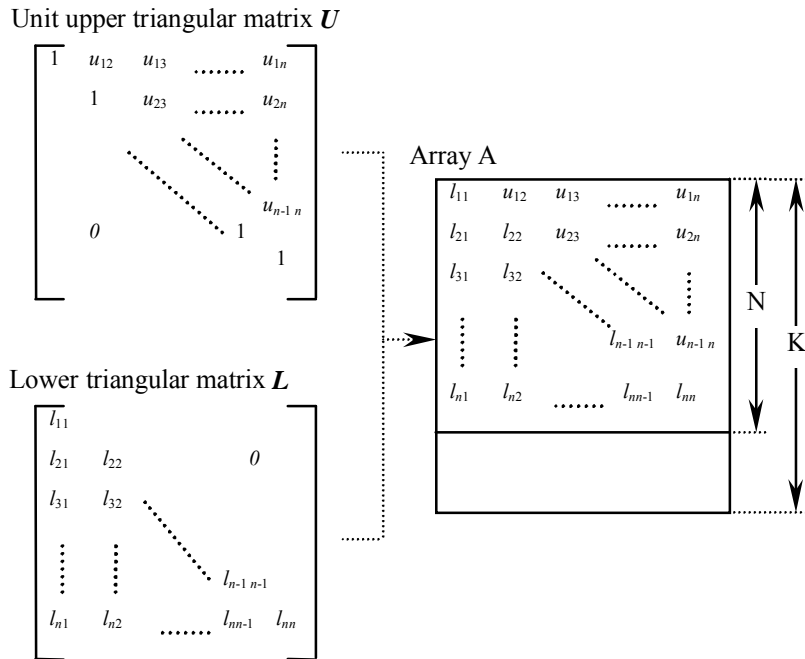 Unit upper triangular matrix U
1 u12 u13 ........ u1n
1 u23 ........ u2n
un-1 n
0 1
1
Lower triangular matrix L
l11
l21 l22 0
l31 l32
ln-1 n-1
ln1 ln2 ........ lnn-1 lnn
Array A
l11 u12 u13 ........ u1n
l21 l22 u23 ........ u2n
l31 l32
ln-1 n-1 un-1 n
ln1 ln2 ........ lnn-1 lnn
N
K